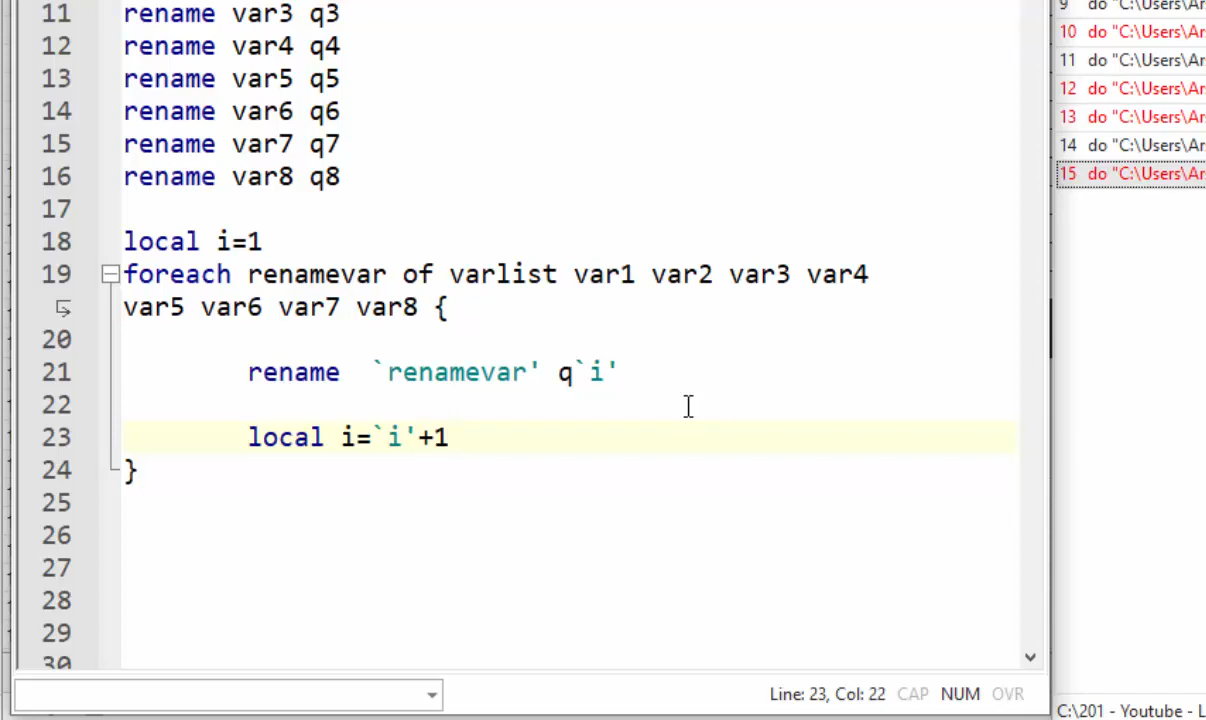 11 rename var3 q3
12 rename var4 q4
13 rename var5 q5
14 rename var6 q6
15 rename var7 q7
16 rename var8 q8
17
18 local i=1
19 foreach renamevar of varlist var1 var2 var3 var4
var5 var6 var7 var8 {
20
21 rename  `renamevar' q`i'
22
23 local i=`i'+1
24 }
25
26
27
28
29
30
Line: 23, Col: 22 CAP NUM OVR
9 do "C:\Users\Ar
10 do "C:\Users\Ar
11 do "C:\Users\Ar
12 do "C:\Users\Ar
13 do "C:\Users\Ar
14 do "C:\Users\Ar
15 do "C:\Users\Ar
C:\201 - Youtube - L